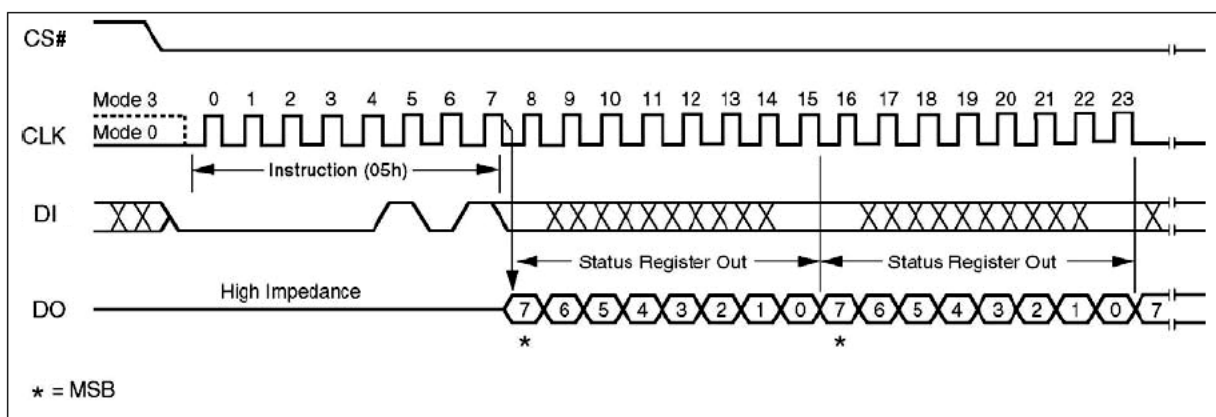 CS#
Mode 3 0 1 2 3 4 5 6 7 8 9 10 11 12 13 14 15 16 17 18 19 20 21 22 23
CLK Mode 0
Instruction (05h)
DI
Status Register Out Status Register Out
High Impedance
DO 7 6 5 4 3 2 1 0 7 6 5 4 3 2 1 0 7
* *
* = MSB